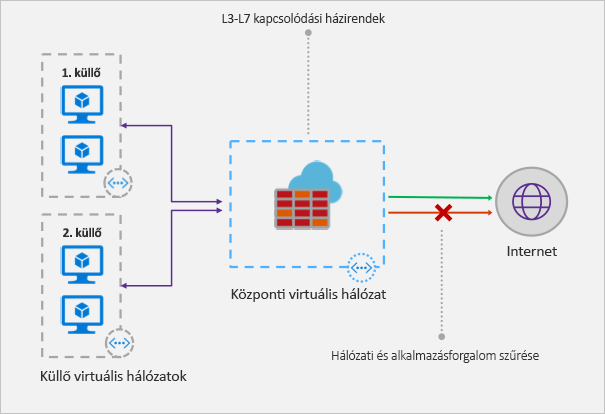 L3-L7 kapcsolódási házirendek
1. küllő
2. küllő
Küllő virtuális hálózatok
Központi virtuális hálózat
Internet
Hálózati és alkalmazásforgalom szűrése